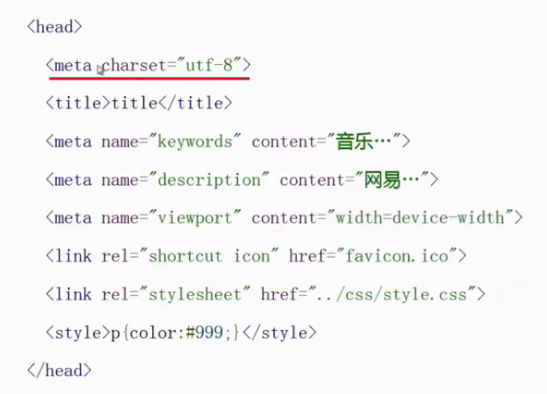 <head>
<meta charset="utf-8">
<title>title</title>
<meta name="keywords" content="音乐…">
<meta name="description" content="网易…">
<meta name="viewport" content="width=device-width">
<link rel="shortcut icon" href="favicon.ico">
<link rel="stylesheet" href="../css/style.css">
<style>p{color:#999;}</style>
</head>